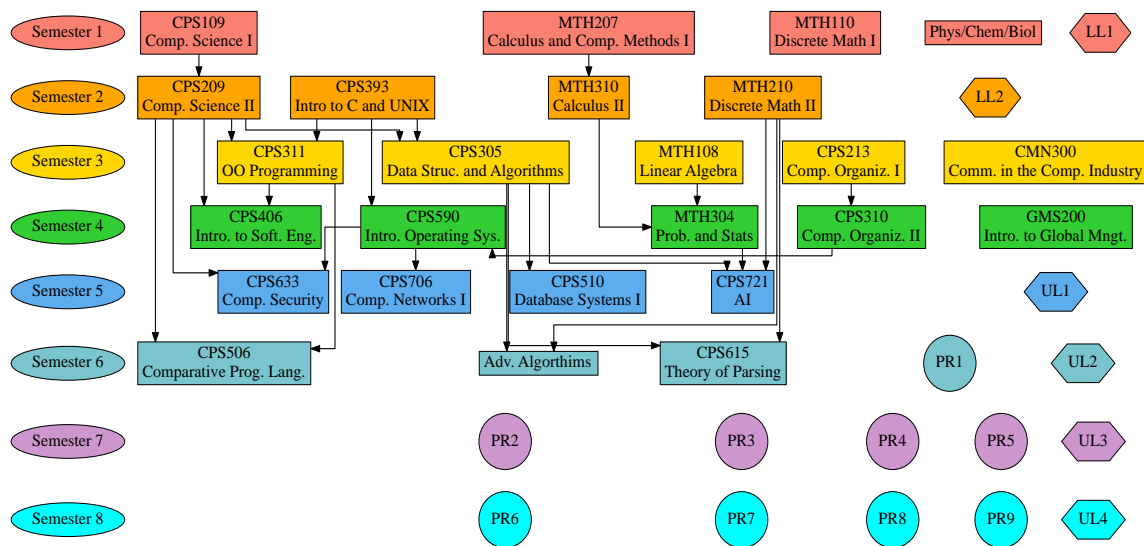 Semester 1
CPS109
Comp. Science I
MTH207
Calculus and Comp. Methods I
MTH110
Discrete Math I
Phys/Chem/Biol
LL1
Semester 2
CPS209
Comp. Science II
CPS393
Intro to C and UNIX
MTH310
Calculus II
MTH210
Discrete Math II
LL2
Semester 3
CPS311
OO Programming
CPS305
Data Struc. and Algorithms
MTH108
Linear Algebra
CPS213
Comp. Organiz. I
CMN300
Comm. in the Comp. Industry
Semester 4
CPS406
Intro. to Soft. Eng.
CPS590
Intro. Operating Sys.
MTH304
Prob. and Stats
CPS310
Comp. Organiz. II
GMS200
Intro. to Global Mngt.
Semester 5
CPS633
Comp. Security
CPS706
Comp. Networks I
CPS510
Database Systems I
CPS721
AI
UL1
Semester 6
CPS506
Comparative Prog. Lang.
Adv. Algorthims
CPS615
Theory of Parsing
PR1
UL2
Semester 7
PR2
PR3
PR4
PR5
UL3
Semester 8
PR6
PR7
PR8
PR9
UL4